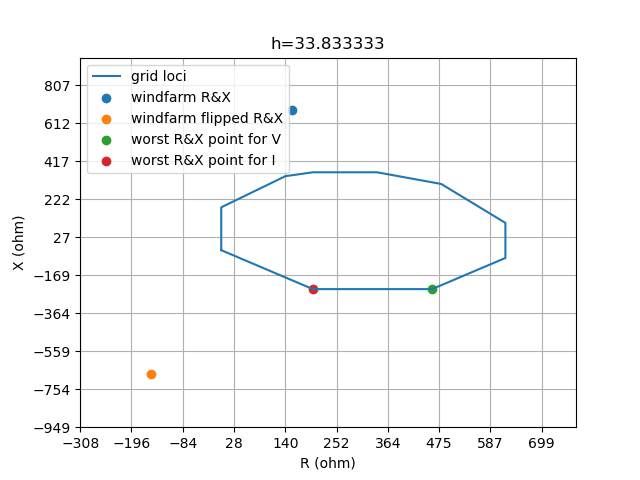 h=33.833333
grid loci
windfarm R&X
windfarm flipped R&X
worst R&X point for V
worst R&X point for I
807
612
417
222
27
−169
−364
−559
−754
−949
X (ohm)
−308 −196 −84 28 140 252 364 475 587 699
R (ohm)